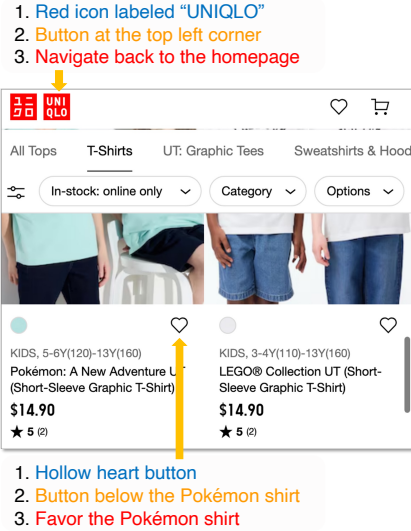 1. Red icon labeled “UNIQLO”
2. Button at the top left corner
3. Navigate back to the homepage
ユニ UNI
クロ QLO
All Tops T-Shirts UT: Graphic Tees Sweatshirts & Hood
In-stock: online only Category Options
KIDS, 5-6Y(120)-13Y(160) KIDS, 3-4Y(110)-13Y(160)
Pokémon: A New Adventure UT LEGO® Collection UT (Short-
(Short-Sleeve Graphic T-Shirt) Sleeve Graphic T-Shirt)
$14.90 $14.90
★ 5 (2) ★ 5 (2)
1. Hollow heart button
2. Button below the Pokémon shirt
3. Favor the Pokémon shirt